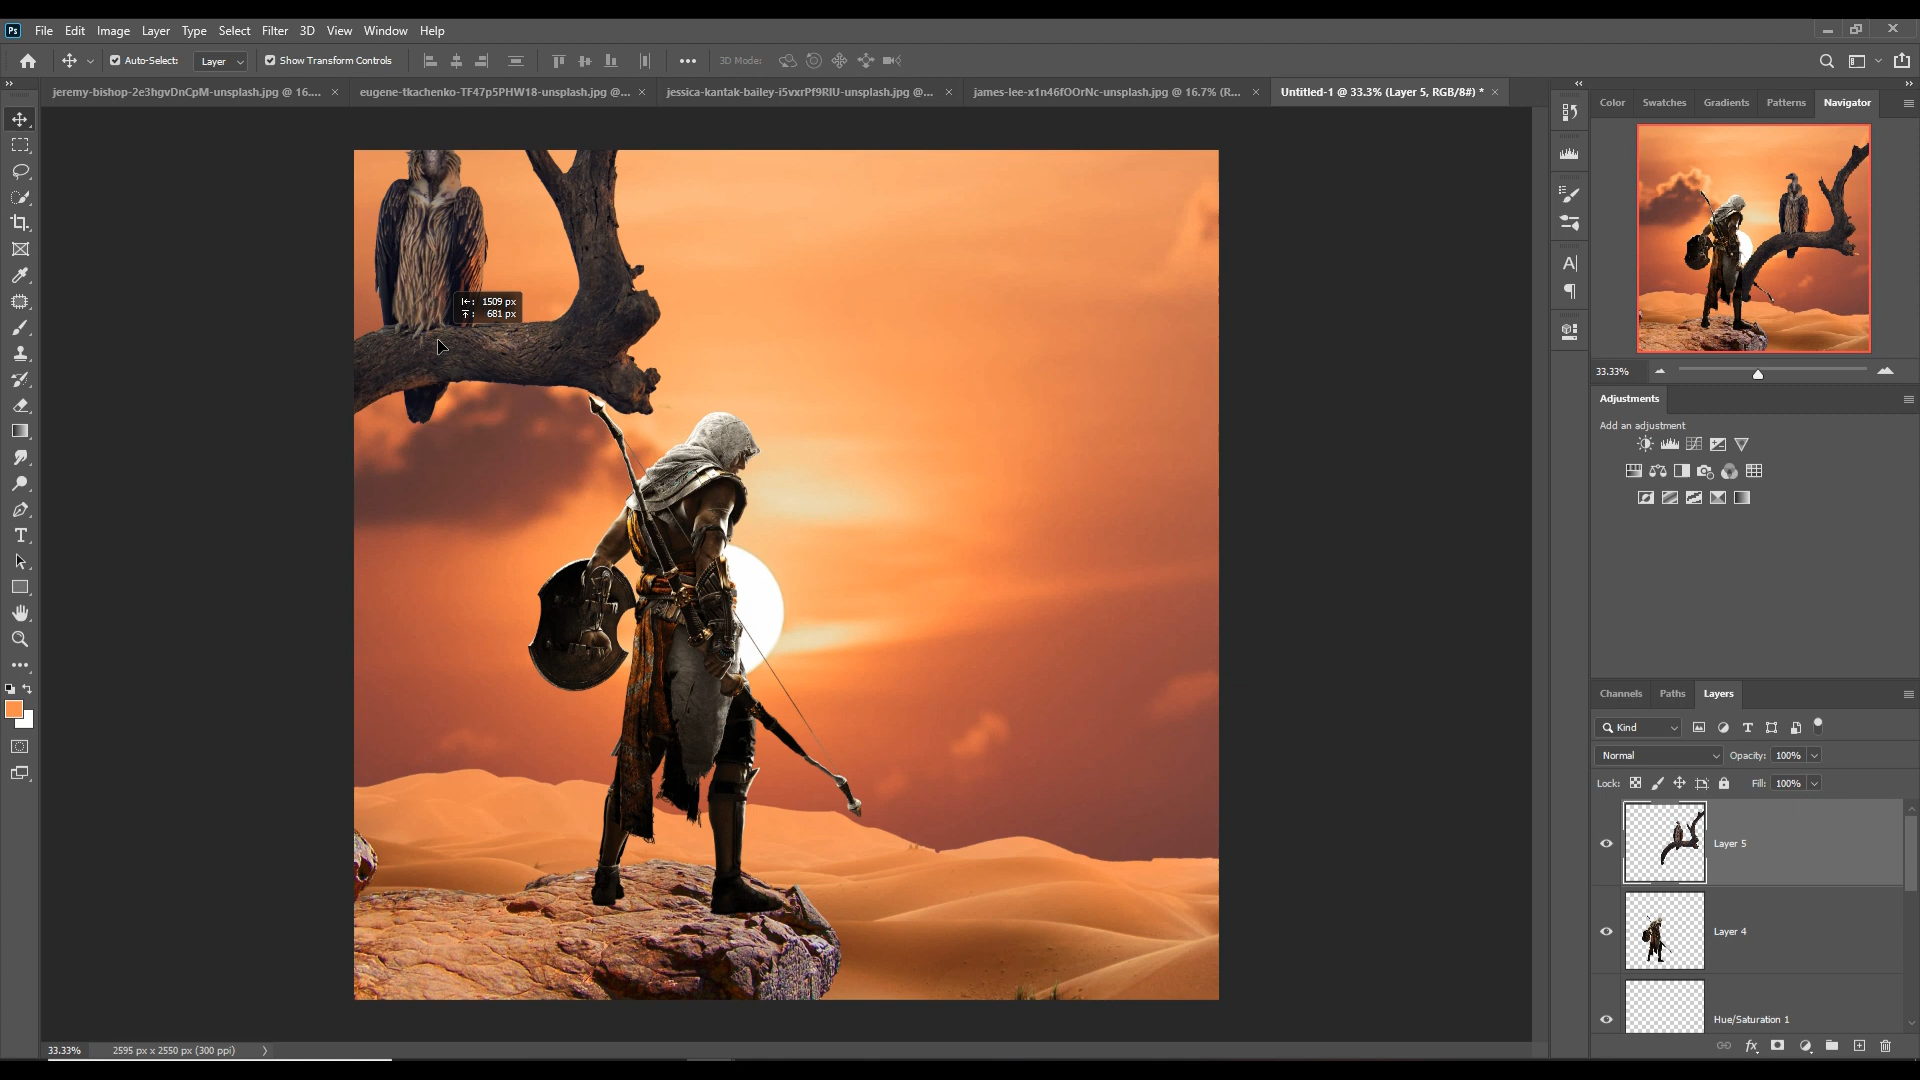 Ps File Edit Image Layer Type Select Filter 3D View Window Help
Auto-Select: Layer Show Transform Controls 3D Mode:
jeremy-bishop-2e3hgvDnCpM-unsplash.jpg @ 16.... eugene-tkachenko-TF47p5PHW18-unsplash.jpg @... jessica-kantak-bailey-i5vxrPf9RIU-unsplash.jpg @... james-lee-x1n46fOOrNc-unsplash.jpg @ 16.7% (R... Untitled-1 @ 33.3% (Layer 5, RGB/8#) *
Color Swatches Gradients Patterns Navigator
1509 px
681 px
33.33%
Adjustments
Add an adjustment
Channels Paths Layers
Kind
Normal Opacity: 100%
Lock: Fill: 100%
Layer 5
Layer 4
Hue/Saturation 1
33.33% 2595 px x 2550 px (300 ppi)